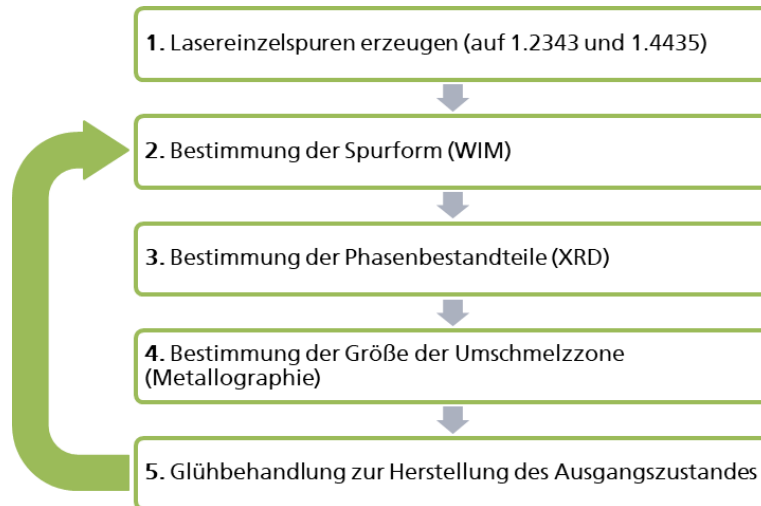 1. Lasereinzelspuren erzeugen (auf 1.2343 und 1.4435)
2. Bestimmung der Spurform (WIM)
3. Bestimmung der Phasenbestandteile (XRD)
4. Bestimmung der Größe der Umschmelzzone
(Metallographie)
5. Glühbehandlung zur Herstellung des Ausgangszustandes